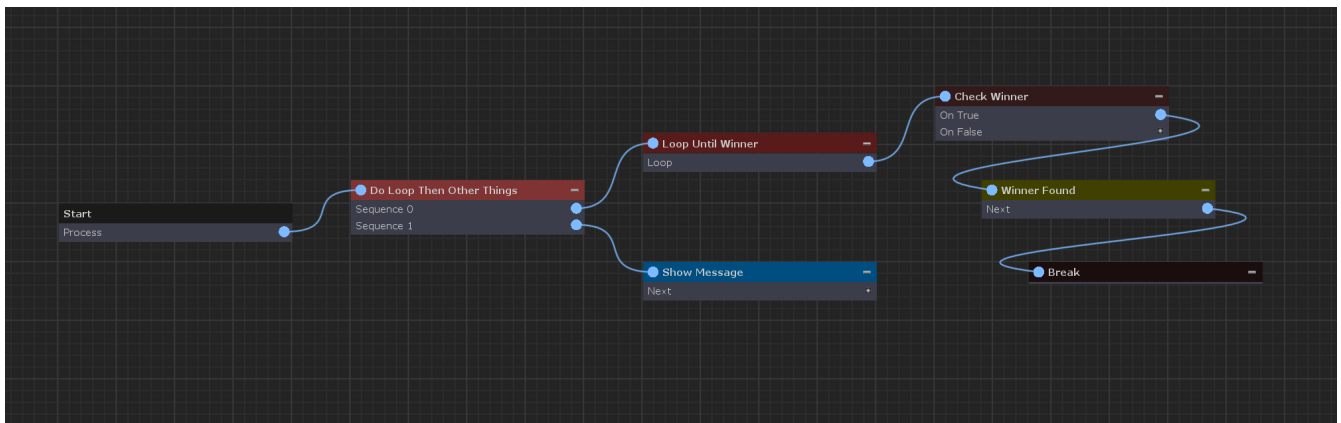 Start
Process
Do Loop Then Other Things
Sequence 0
Sequence 1
Loop Until Winner
Loop
Show Message
Next
Check Winner
On True
On False
Winner Found
Next
Break